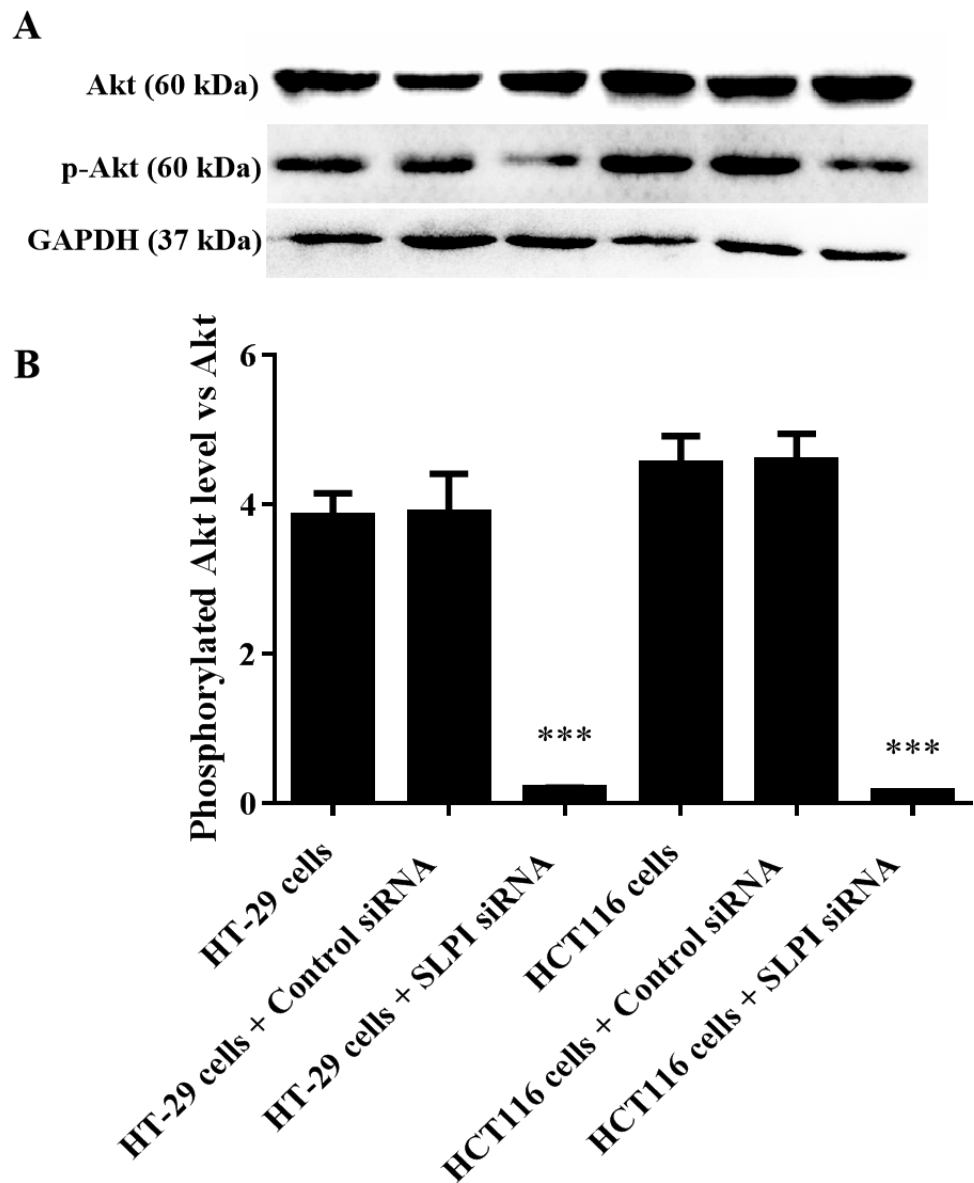 A
Akt (60 kDa)
p-Akt (60 kDa)
GAPDH (37 kDa)
B
Phosphorylated Akt level vs Akt
6
4
2
0
***
***
HT-29 cells
HT-29 cells + Control siRNA
HT-29 cells + SLPI siRNA
HCT116 cells
HCT116 cells + Control siRNA
HCT116 cells + SLPI siRNA